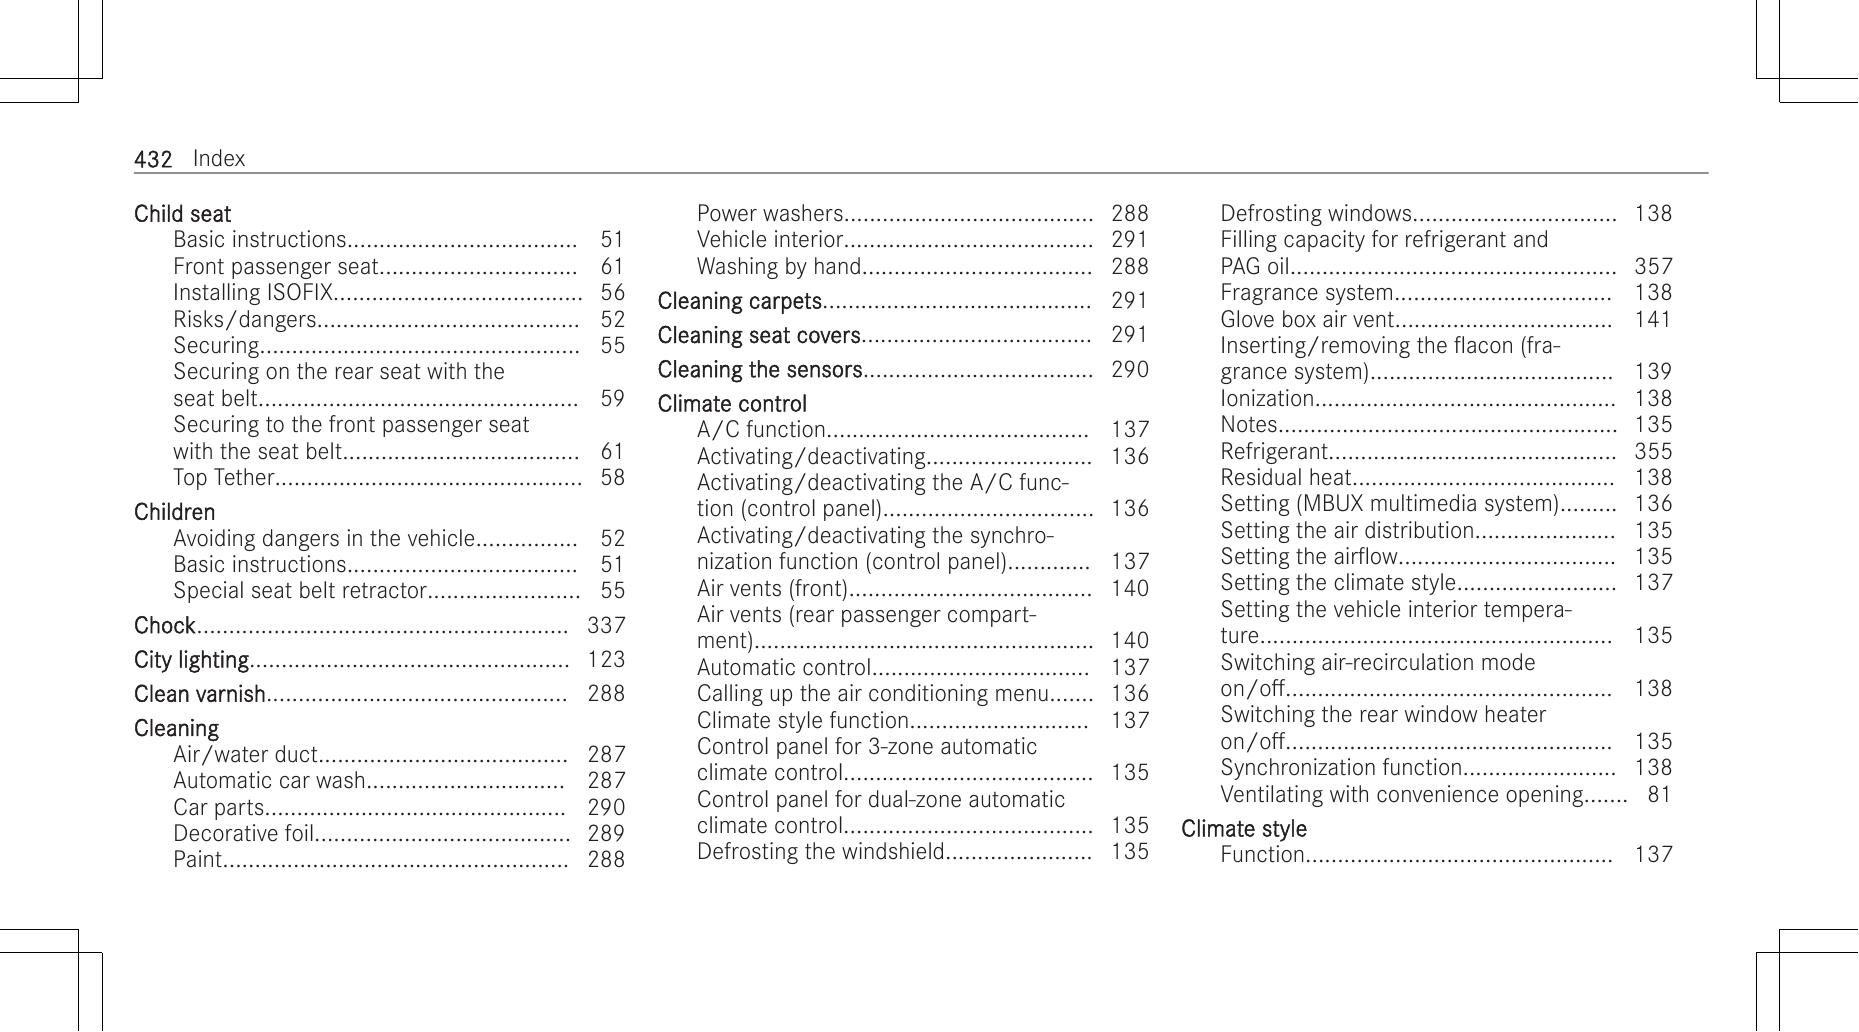 432 Index
Child seat
Basic instructions.................................... 51
Front passenger seat............................... 61
Installing ISOFIX....................................... 56
Risks/dangers......................................... 52
Securing.................................................. 55
Securing on the rear seat with the
seat belt.................................................. 59
Securing to the front passenger seat
with the seat belt..................................... 61
Top Tether................................................ 58
Children
Avoiding dangers in the vehicle................ 52
Basic instructions.................................... 51
Special seat belt retractor........................ 55
Chock.......................................................... 337
City lighting.................................................. 123
Clean varnish............................................... 288
Cleaning
Air/water duct....................................... 287
Automatic car wash............................... 287
Car parts............................................... 290
Decorative foil........................................ 289
Paint...................................................... 288
Power washers....................................... 288
Vehicle interior....................................... 291
Washing by hand.................................... 288
Cleaning carpets.......................................... 291
Cleaning seat covers.................................... 291
Cleaning the sensors.................................... 290
Climate control
A/C function......................................... 137
Activating/deactivating.......................... 136
Activating/deactivating the A/C func-
tion (control panel)................................. 136
Activating/deactivating the synchro-
nization function (control panel)............. 137
Air vents (front)...................................... 140
Air vents (rear passenger compart-
ment)..................................................... 140
Automatic control.................................. 137
Calling up the air conditioning menu....... 136
Climate style function............................ 137
Control panel for 3-zone automatic
climate control....................................... 135
Control panel for dual-zone automatic
climate control....................................... 135
Defrosting the windshield....................... 135
Defrosting windows................................ 138
Filling capacity for refrigerant and
PAG oil................................................... 357
Fragrance system.................................. 138
Glove box air vent.................................. 141
Inserting/removing the flacon (fra-
grance system)...................................... 139
Ionization............................................... 138
Notes..................................................... 135
Refrigerant............................................. 355
Residual heat......................................... 138
Setting (MBUX multimedia system)......... 136
Setting the air distribution...................... 135
Setting the airflow.................................. 135
Setting the climate style......................... 137
Setting the vehicle interior tempera-
ture....................................................... 135
Switching air-recirculation mode
on/off................................................... 138
Switching the rear window heater
on/off................................................... 135
Synchronization function........................ 138
Ventilating with convenience opening....... 81
Climate style
Function................................................ 137